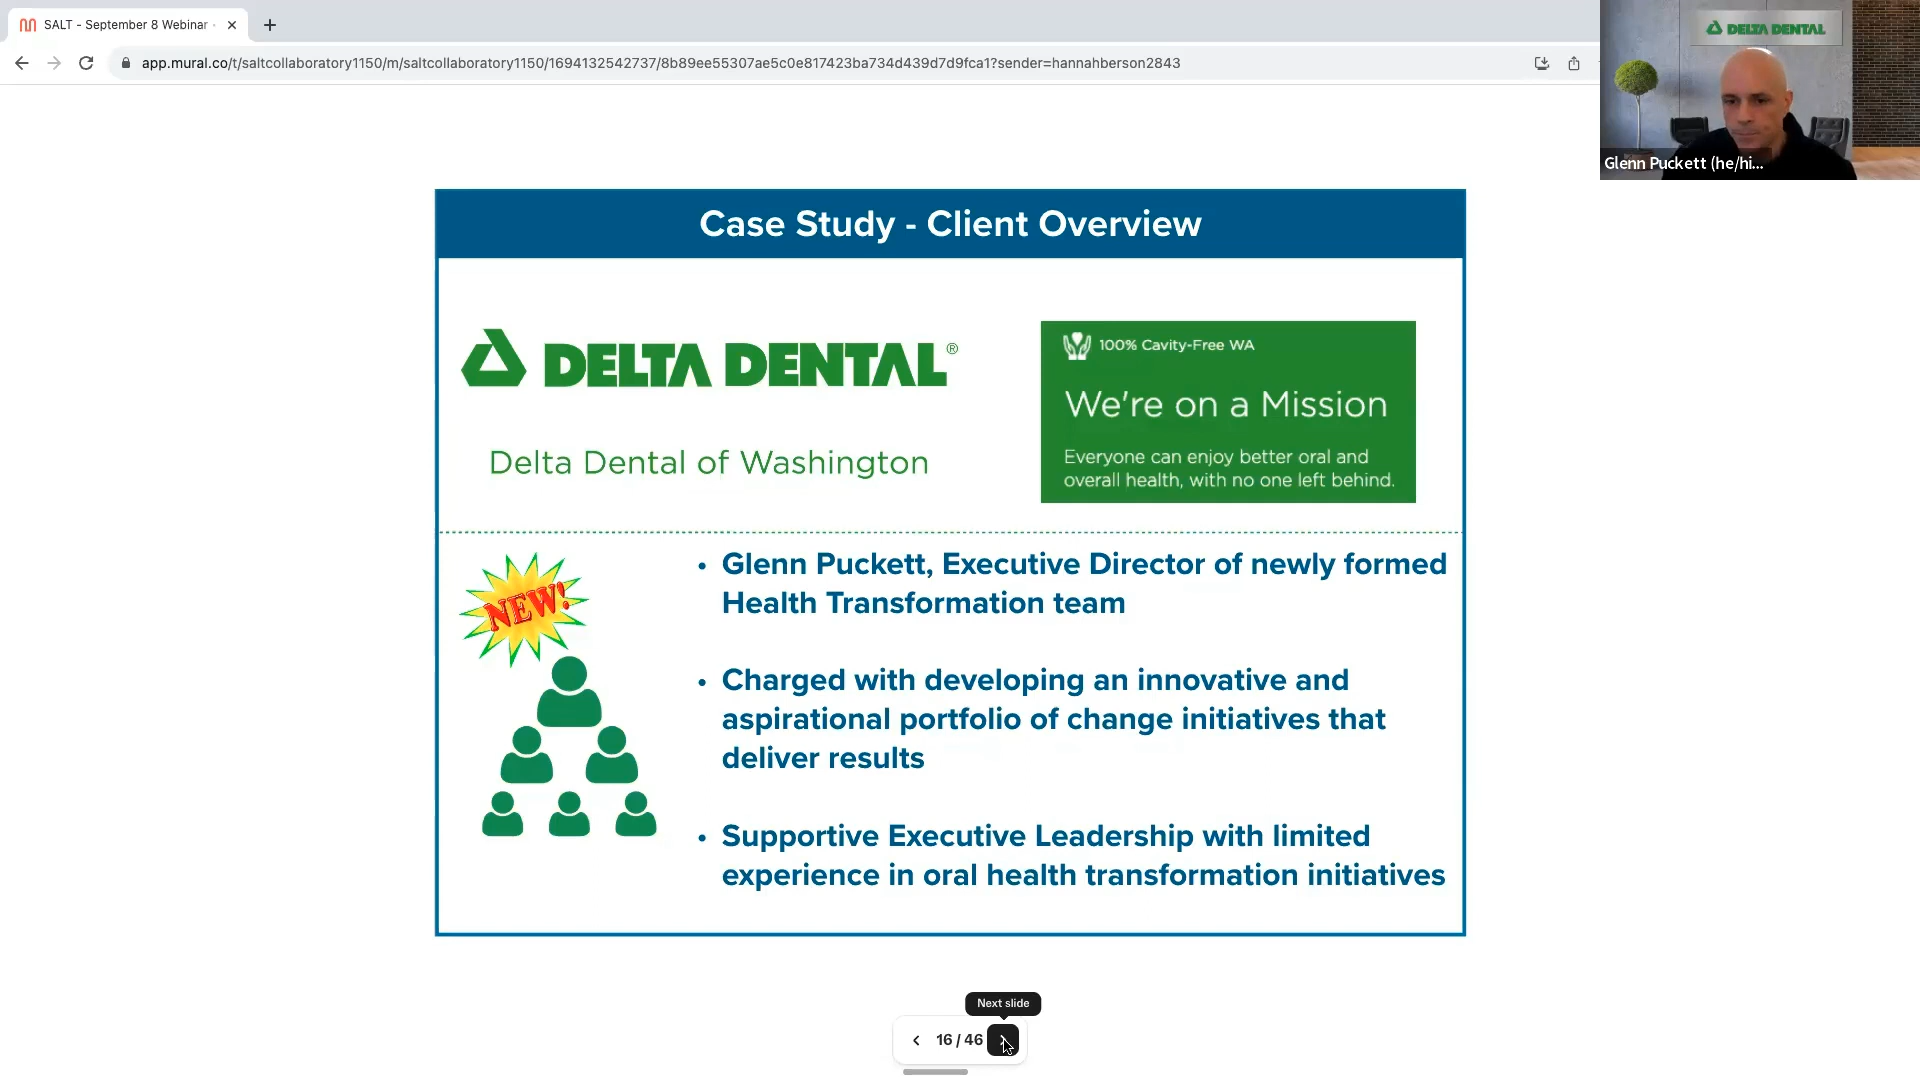 SALT - September 8 Webinar
app.mural.co/t/saltcollaboratory1150/m/saltcollaboratory1150/1694132542737/8b89ee55307ae5c0e817423ba734d439d7d9fca1?sender=hannahberson2843
DELTA DENTAL
Glenn Puckett (he/hi...
Case Study - Client Overview
DELTA DENTAL®
Delta Dental of Washington
100% Cavity-Free WA
We're on a Mission
Everyone can enjoy better oral and
overall health, with no one left behind.
NEW!
• Glenn Puckett, Executive Director of newly formed
Health Transformation team
• Charged with developing an innovative and
aspirational portfolio of change initiatives that
deliver results
• Supportive Executive Leadership with limited
experience in oral health transformation initiatives
Next slide
16 / 46